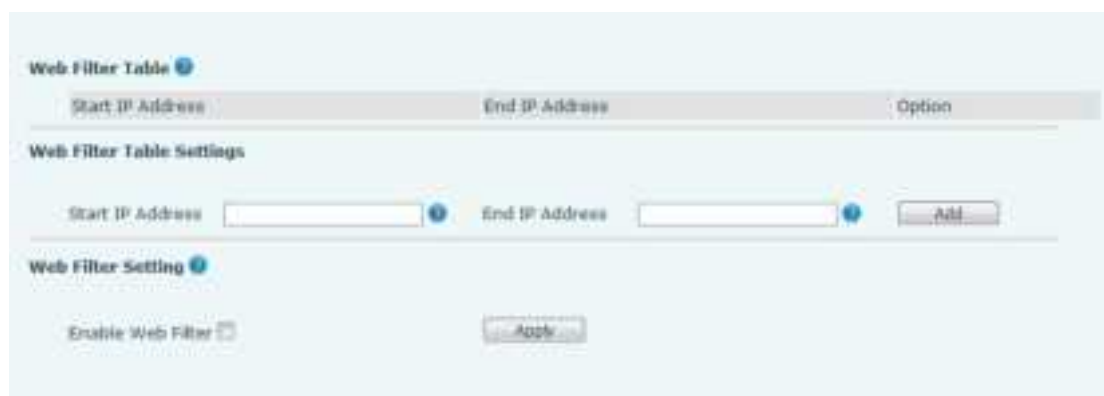 Web Filter Table ?
Start IP Address End IP Address Option
Web Filter Table Settings
Start IP Address ? End IP Address ? Add
Web Filter Setting ?
Enable Web Filter Apply